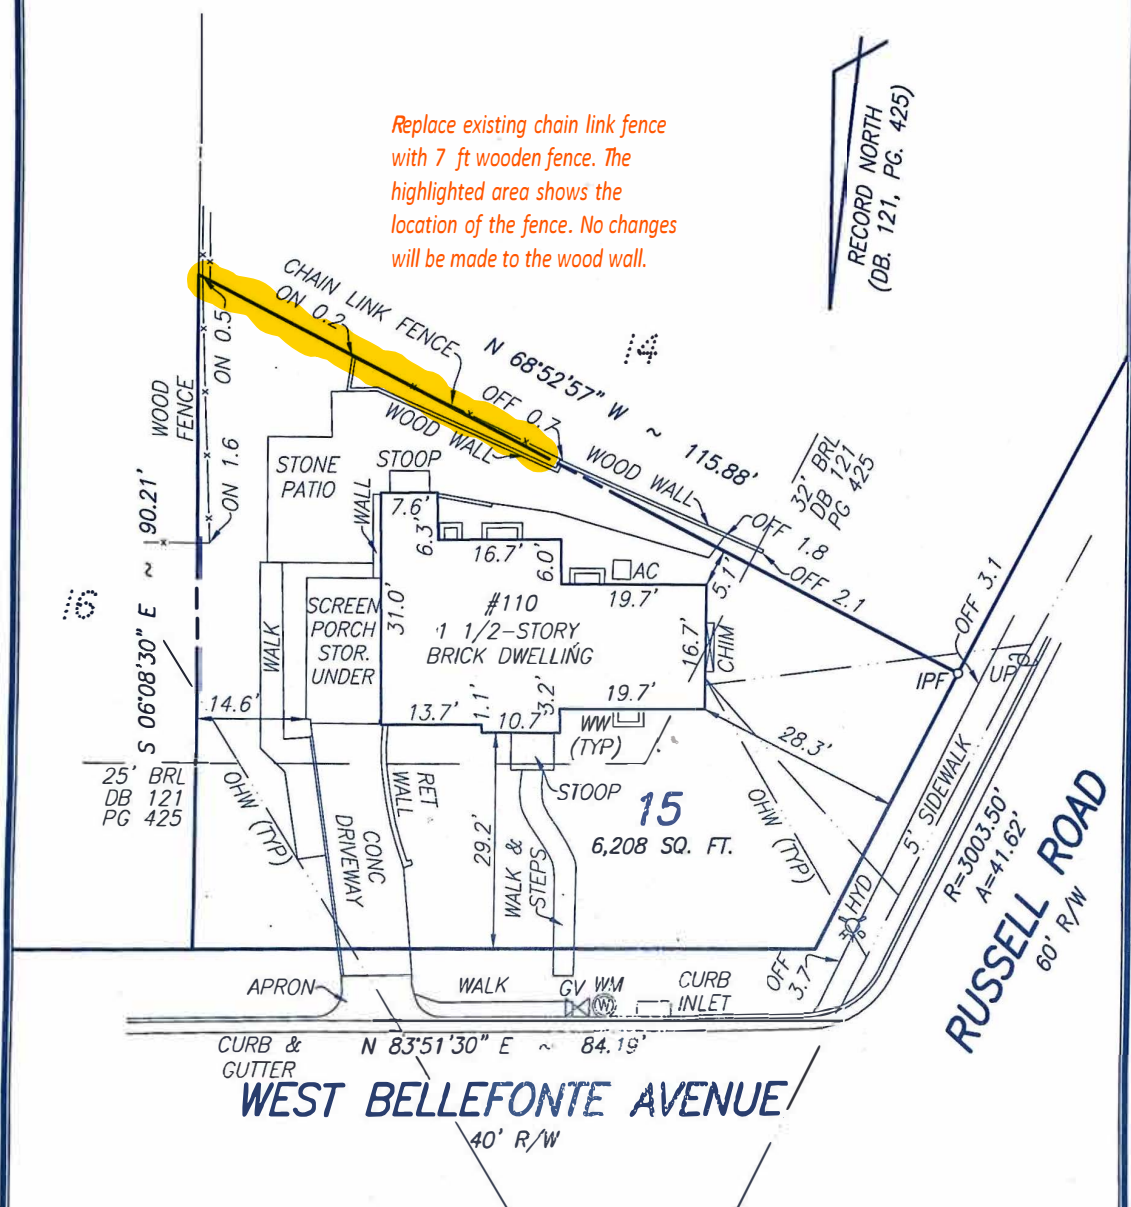 Replace existing chain link fence
with 7 ft wooden fence. The
highlighted area shows the
location of the fence. No changes
will be made to the wood wall.
RECORD NORTH
(DB. 121, PG. 425)
CHAIN LINK FENCE
ON 0.2
ON 0.5
14
N 68°52'57" W ~ 115.88'
OFF 0.7
WOOD
FENCE
WOOD WALL
WOOD WALL
32' BRL
DB 121
PG 425
ON 1.6
STONE
PATIO
STOOP
WALL
7.6'
6.3'
16.7'
6.0'
OFF 1.8
OFF 2.1
5.1'
OFF 3.1
AC
19.7'
16
S 06°08'30" E ~ 90.21'
WALK
SCREEN
PORCH
STOR.
UNDER
31.0'
#110
1 1/2-STORY
BRICK DWELLING
16.7'
CHIM
IPF
UP
14.6'
13.7'
1.1'
10.7'
3.2'
19.7'
WW
(TYP)
28.3'
25' BRL
DB 121
PG 425
OHW (TYP)
RET
WALL
CONC
DRIVEWAY
29.2'
STOOP
WALK &
STEPS
15
6,208 SQ. FT.
OHW (TYP)
5' SIDEWALK
R=3003.50'
A=41.62'
RUSSELL ROAD
60' R/W
HYD
OFF
3.7'
APRON
WALK
GV
WM
W
CURB
INLET
CURB &
GUTTER
N 83°51'30" E ~ 84.19'
WEST BELLEFONTE AVENUE
40' R/W